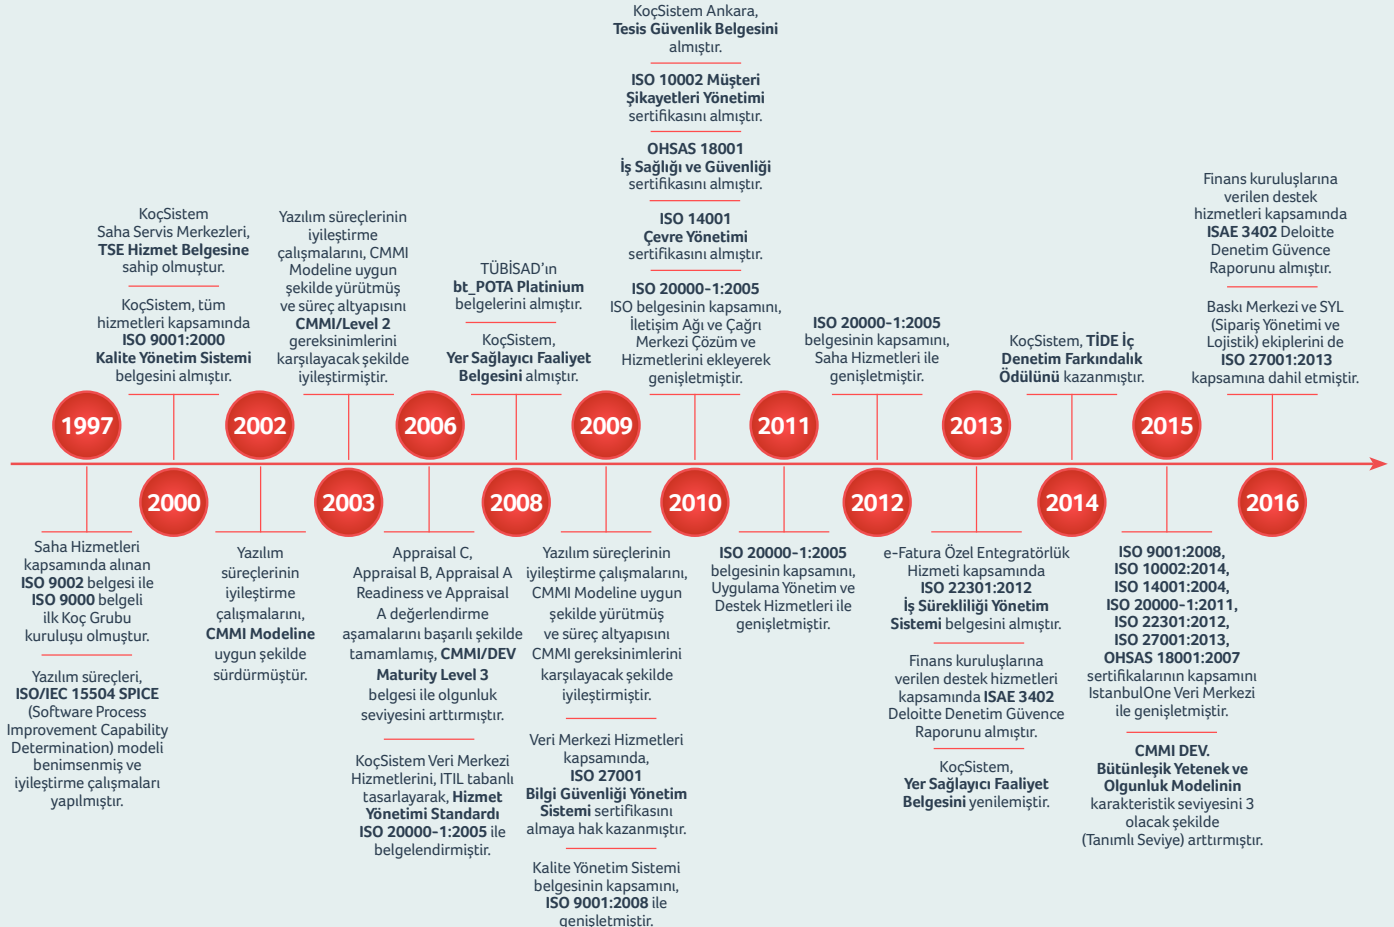 KoçSistem
Saha Servis Merkezleri,
TSE Hizmet Belgesine
sahip olmuştur.
KoçSistem, tüm
hizmetleri kapsamında
ISO 9001:2000
Kalite Yönetim Sistemi
belgesini almıştır.
Yazılım süreçlerinin
iyileştirme
çalışmalarını, CMMI
Modeline uygun
şekilde yürütmüş
ve süreç altyapısını
CMMI/Level 2
gereksinimlerini
karşılayacak şekilde
iyileştirmiştir.
TÜBİSAD’ın
bt_POTA Platinium
belgelerini almıştır.
KoçSistem,
Yer Sağlayıcı Faaliyet
Belgesini almıştır.
KoçSistem Ankara,
Tesis Güvenlik Belgesini
almıştır.
ISO 10002 Müşteri
Şikayetleri Yönetimi
sertifikasını almıştır.
OHSAS 18001
İş Sağlığı ve Güvenliği
sertifikasını almıştır.
ISO 14001
Çevre Yönetimi
sertifikasını almıştır.
ISO 20000-1:2005
ISO belgesinin kapsamını,
İletişim Ağı ve Çağrı
Merkezi Çözüm ve
Hizmetlerini ekleyerek
genişletmiştir.
ISO 20000-1:2005
belgesinin kapsamını,
Saha Hizmetleri ile
genişletmiştir.
KoçSistem, TİDE İç
Denetim Farkındalık
Ödülünü kazanmıştır.
Finans kuruluşlarına
verilen destek
hizmetleri kapsamında
ISAE 3402 Deloitte
Denetim Güvence
Raporunu almıştır.
Baskı Merkezi ve SYL
(Sipariş Yönetimi ve
Lojistik) ekiplerini de
ISO 27001:2013
kapsamına dahil etmiştir.
1997
2002
2006
2009
2011
2013
2015
2000
2003
2008
2010
2012
2014
2016
Saha Hizmetleri
kapsamında alınan
ISO 9002 belgesi ile
ISO 9000 belgeli
ilk Koç Grubu
kuruluşu olmuştur.
Yazılım süreçleri,
ISO/IEC 15504 SPICE
(Software Process
Improvement Capability
Determination) modeli
benimsenmiş ve
iyileştirme çalışmaları
yapılmıştır.
Yazılım
süreçlerinin
iyileştirme
çalışmalarını,
CMMI Modeline
uygun şekilde
sürdürmüştür.
Appraisal C,
Appraisal B, Appraisal A
Readiness ve Appraisal
A değerlendirme
aşamalarını başarılı şekilde
tamamlamış, CMMI/DEV
Maturity Level 3
belgesi ile olgunluk
seviyesini arttırmıştır.
KoçSistem Veri Merkezi
Hizmetlerini, ITIL tabanlı
tasarlayarak, Hizmet
Yönetimi Standardı
ISO 20000-1:2005 ile
belgelendirmiştir.
Yazılım süreçlerinin
iyileştirme çalışmalarını,
CMMI Modeline uygun
şekilde yürütmüş
ve süreç altyapısını
CMMI gereksinimlerini
karşılayacak şekilde
iyileştirmiştir.
Veri Merkezi Hizmetleri
kapsamında,
ISO 27001
Bilgi Güvenliği Yönetim
Sistemi sertifikasını
almaya hak kazanmıştır.
Kalite Yönetim Sistemi
belgesinin kapsamını,
ISO 9001:2008 ile
genişletmiştir.
ISO 20000-1:2005
belgesinin kapsamını,
Uygulama Yönetim ve
Destek Hizmetleri ile
genişletmiştir.
e-Fatura Özel Entegratörlük
Hizmeti kapsamında
ISO 22301:2012
İş Sürekliliği Yönetim
Sistemi belgesini almıştır.
Finans kuruluşlarına
verilen destek hizmetleri
kapsamında ISAE 3402
Deloitte Denetim Güvence
Raporunu almıştır.
KoçSistem,
Yer Sağlayıcı Faaliyet
Belgesini yenilemiştir.
ISO 9001:2008,
ISO 10002:2014,
ISO 14001:2004,
ISO 20000-1:2011,
ISO 22301:2012,
ISO 27001:2013,
OHSAS 18001:2007
sertifikalarının kapsamını
IstanbulOne Veri Merkezi
ile genişletmiştir.
CMMI DEV.
Bütünleşik Yetenek ve
Olgunluk Modelinin
karakteristik seviyesini 3
olacak şekilde
(Tanımlı Seviye) arttırmıştır.